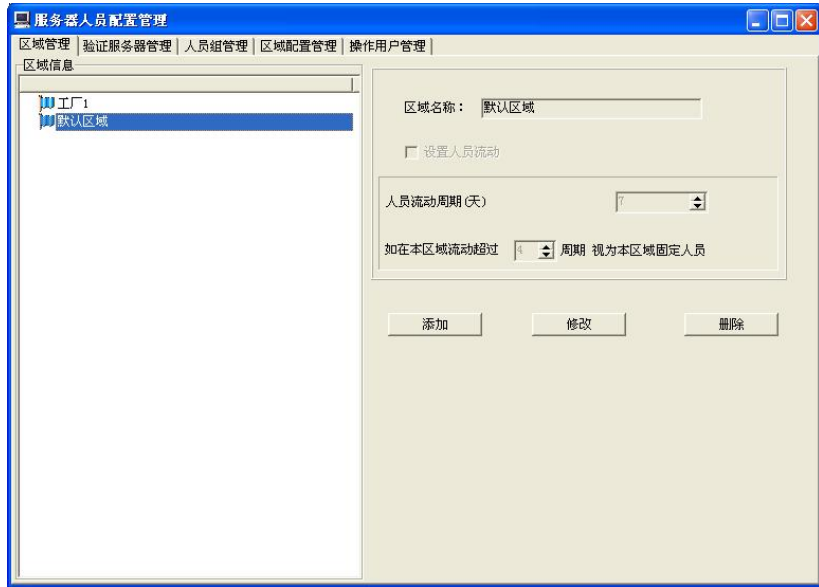 服务器人员配置管理
区域管理 验证服务器管理 人员组管理 区域配置管理 操作用户管理
区域信息
工厂1
默认区域
区域名称： 默认区域
设置人员流动
人员流动周期(天) 7
如在本区域流动超过 4 周期 视为本区域固定人员
添加 修改 删除